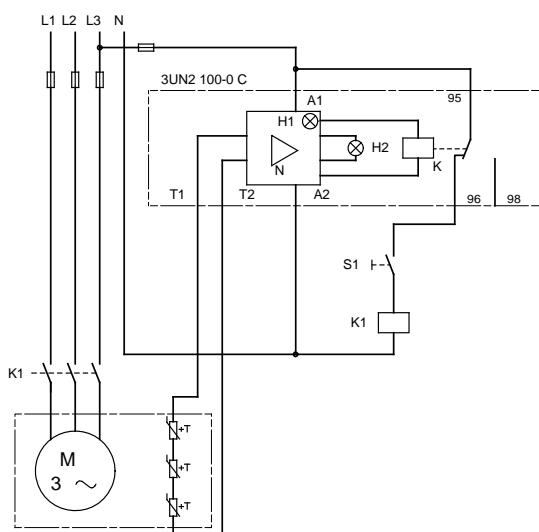 L1 L2 L3 N
3UN2 100-0 C
95
A1
H1
H2
N
K
T1 T2 A2 96 98
S1
K1
K1
+T
M
+T
3 ~
+T